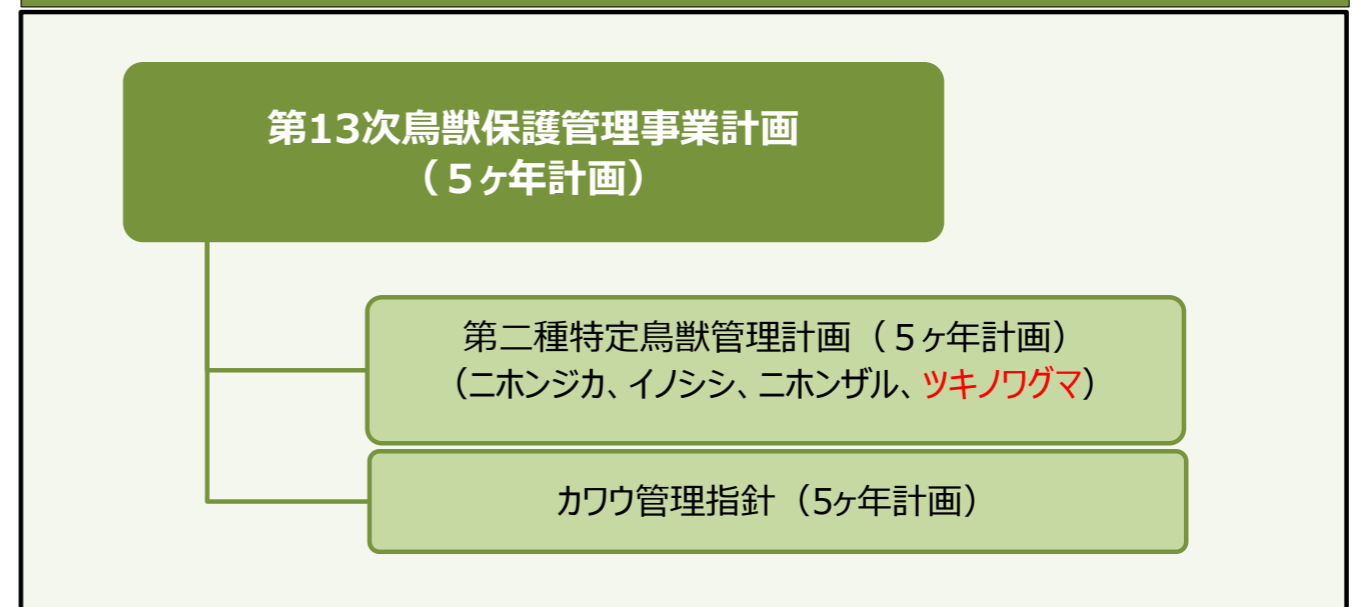 第13次鳥獣保護管理事業計画
（５ヶ年計画）
第二種特定鳥獣管理計画（５ヶ年計画）
（ニホンジカ、イノシシ、ニホンザル、ツキノワグマ）
カワウ管理指針（5ヶ年計画）